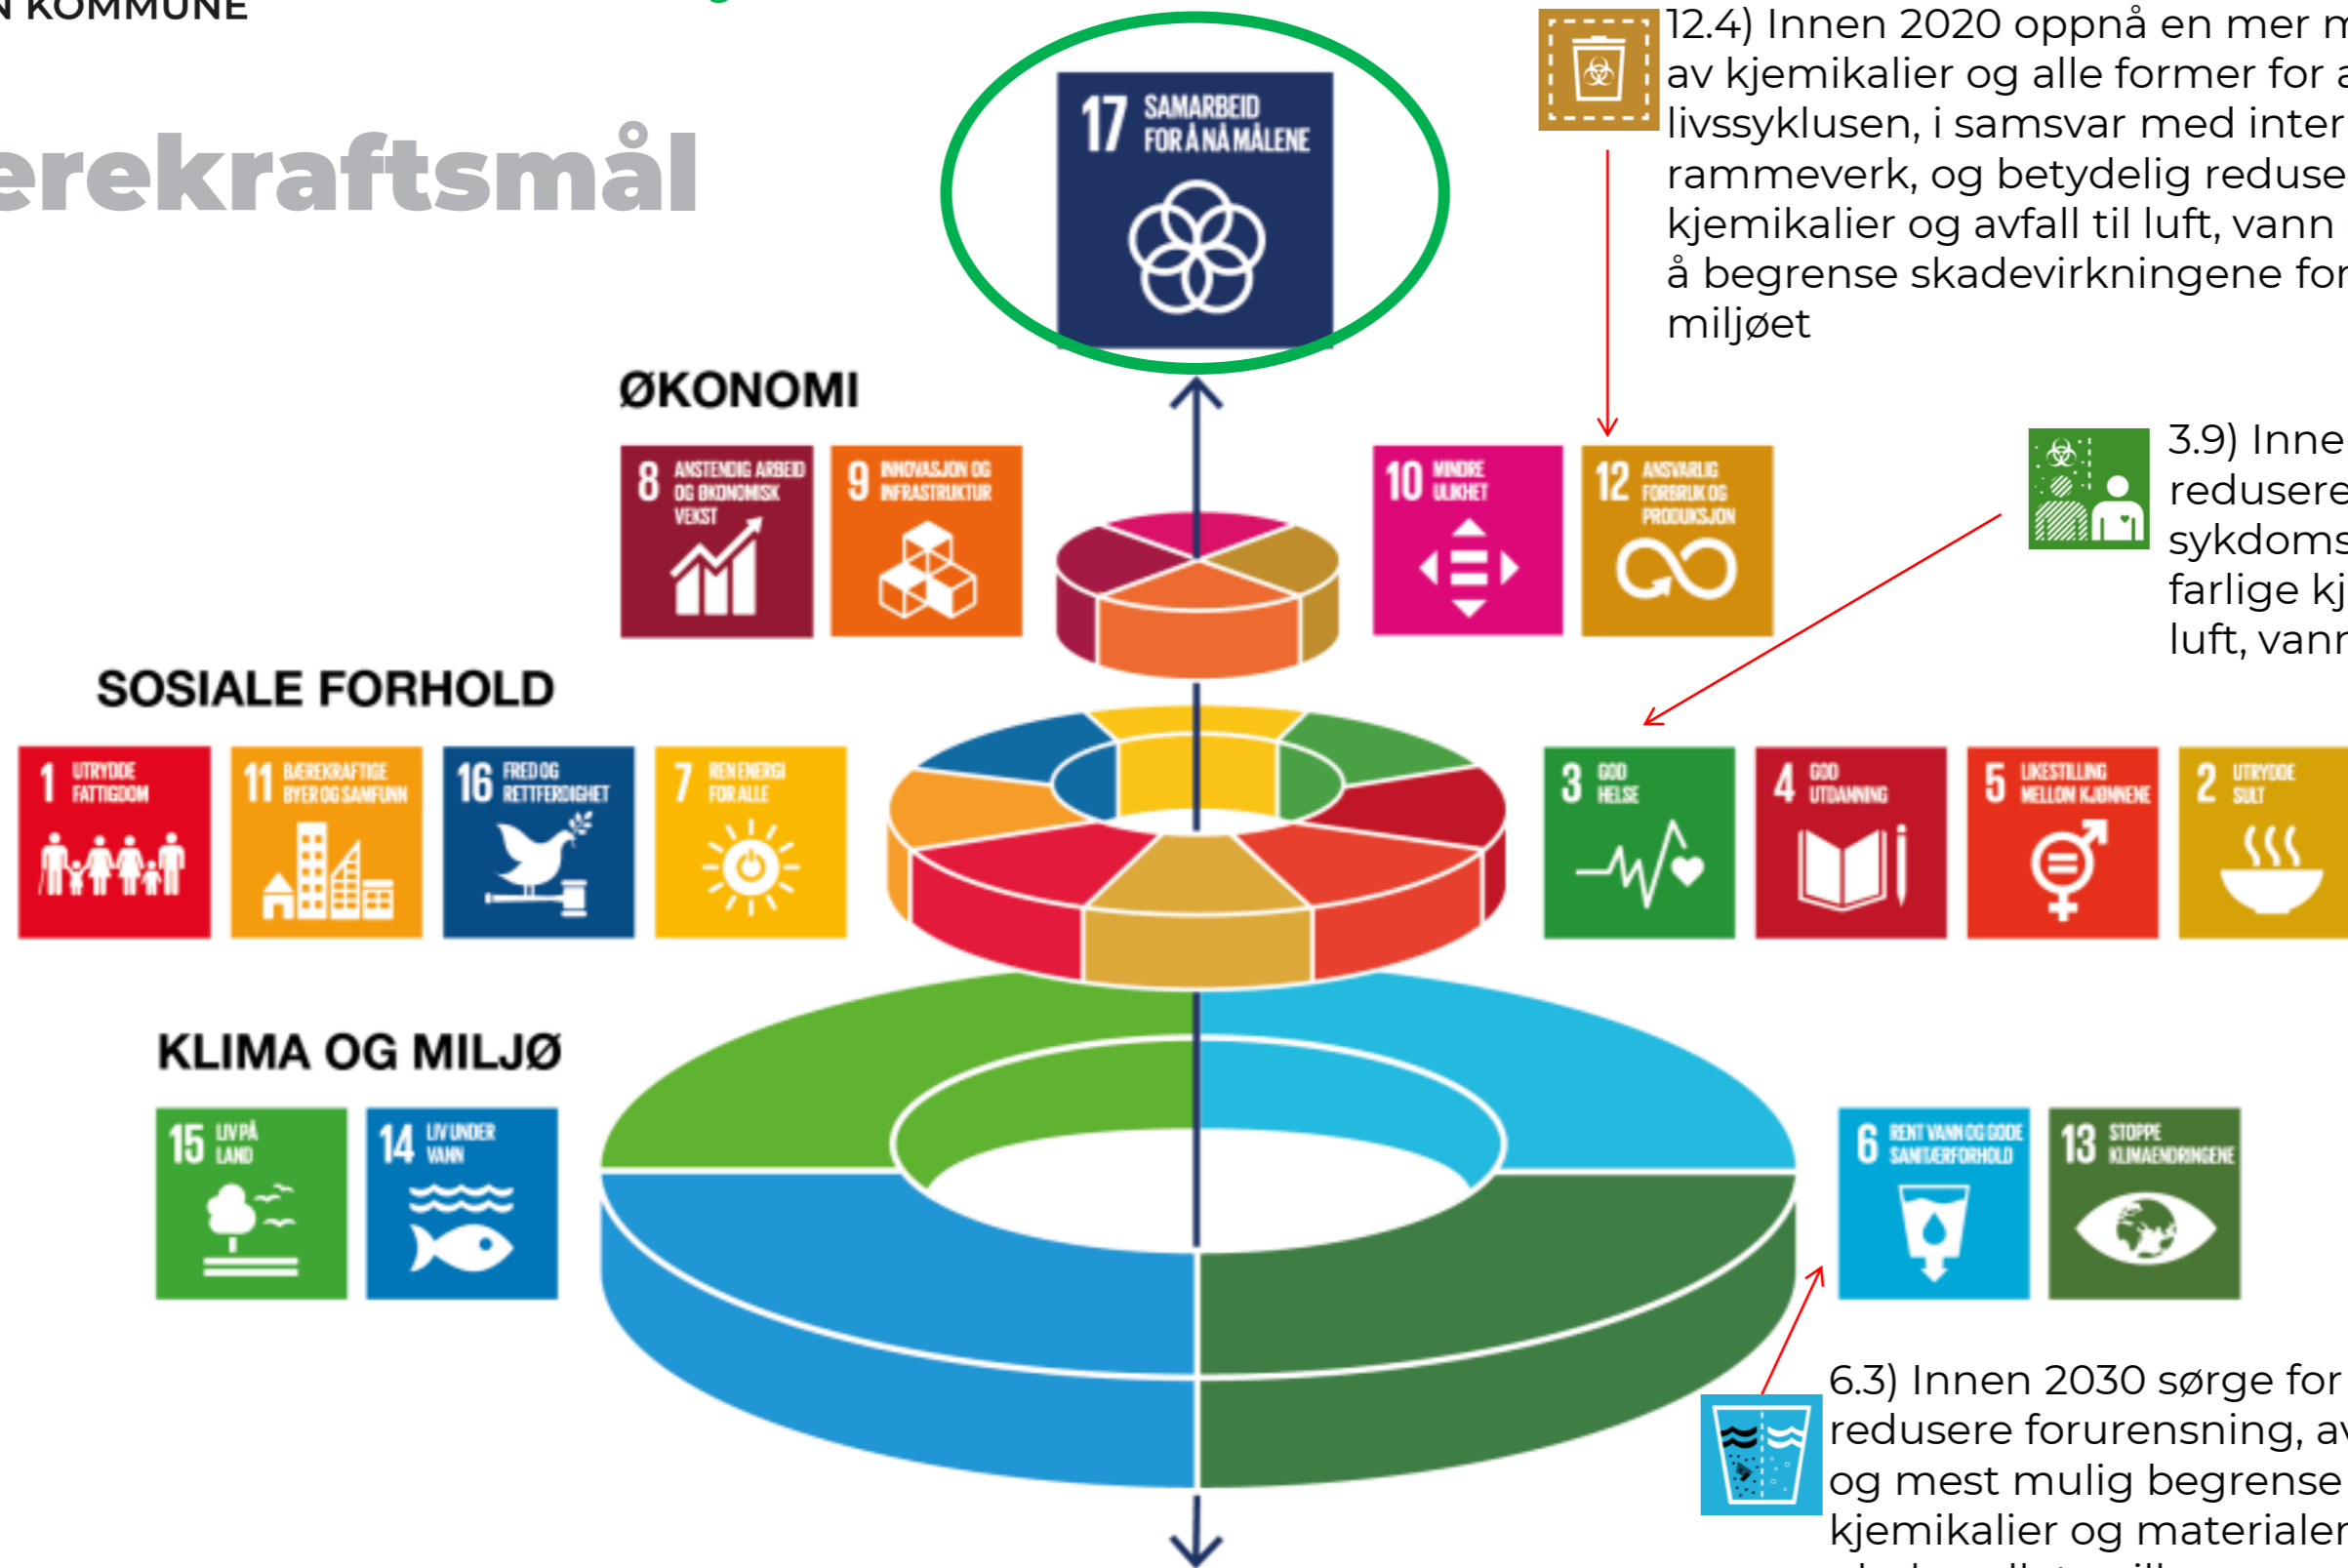 KOMMUNE
erekraftsmål
17 SAMARBEID
FOR Å NÅ MÅLENE
12.4) Innen 2020 oppnå en mer
av kjemikalier og alle former for
livssyklusen, i samsvar med inter
rammeverk, og betydelig reduse
kjemikalier og avfall til luft, vann
å begrense skadevirkningene for
miljøet
ØKONOMI
8 ANSTENDIG ARBEID
OG ØKONOMISK
VEKST
9 INNOVASJON OG
INFRASTRUKTUR
10 MINDRE
ULIKHET
12 ANSVARLIG
FORBRUK OG
PRODUKSJON
3.9) Inne
redusere
sykdoms
farlige kj
luft, vann
SOSIALE FORHOLD
1 UTRYDDE
FATTIGDOM
11 BÆREKRAFTIGE
BYER OG SAMFUNN
16 FRED OG
RETTFERDIGHET
7 REN ENERGI
FOR ALLE
3 GOD
HELSE
4 GOD
UTDANNING
5 LIKESTILLING
MELLOM KJØNNENE
2 UTRYDDE
SULT
KLIMA OG MILJØ
15 LIV PÅ
LAND
14 LIV UNDER
VANN
6 RENT VANN OG GODE
SANITÆRFORHOLD
13 STOPPE
KLIMAENDRINGENE
6.3) Innen 2030 sørge for
redusere forurensning, av
og mest mulig begrense
kjemikalier og materialer